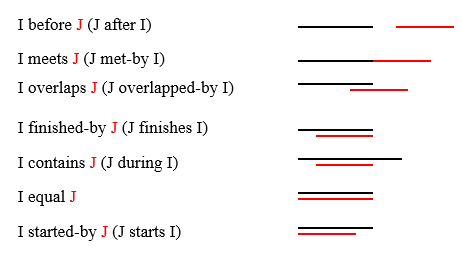 I before J (J after I)
I meets J (J met-by I)
I overlaps J (J overlapped-by I)
I finished-by J (J finishes I)
I contains J (J during I)
I equal J
I started-by J (J starts I)